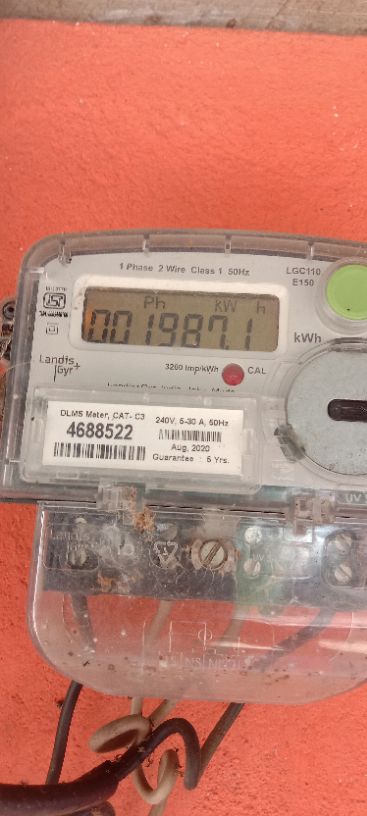 1 Phase 2 Wire Class 1 50Hz
LGC110
E150
Ph kW h
001987.1
kWh
Landis
Gyr+
3200 imp/kWh
CAL
DLMS Meter, CAT- C3
4688522
240V, 5-30 A, 50Hz
Aug, 2020
Guarantee : 5 Yrs.